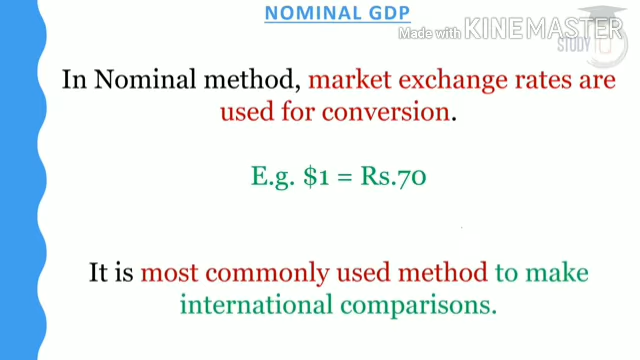 NOMINAL GDP
Made with KINEMASTER
STUDY
In Nominal method, market exchange rates are
used for conversion.
E.g. $1 = Rs.70
It is most commonly used method to make
international comparisons.